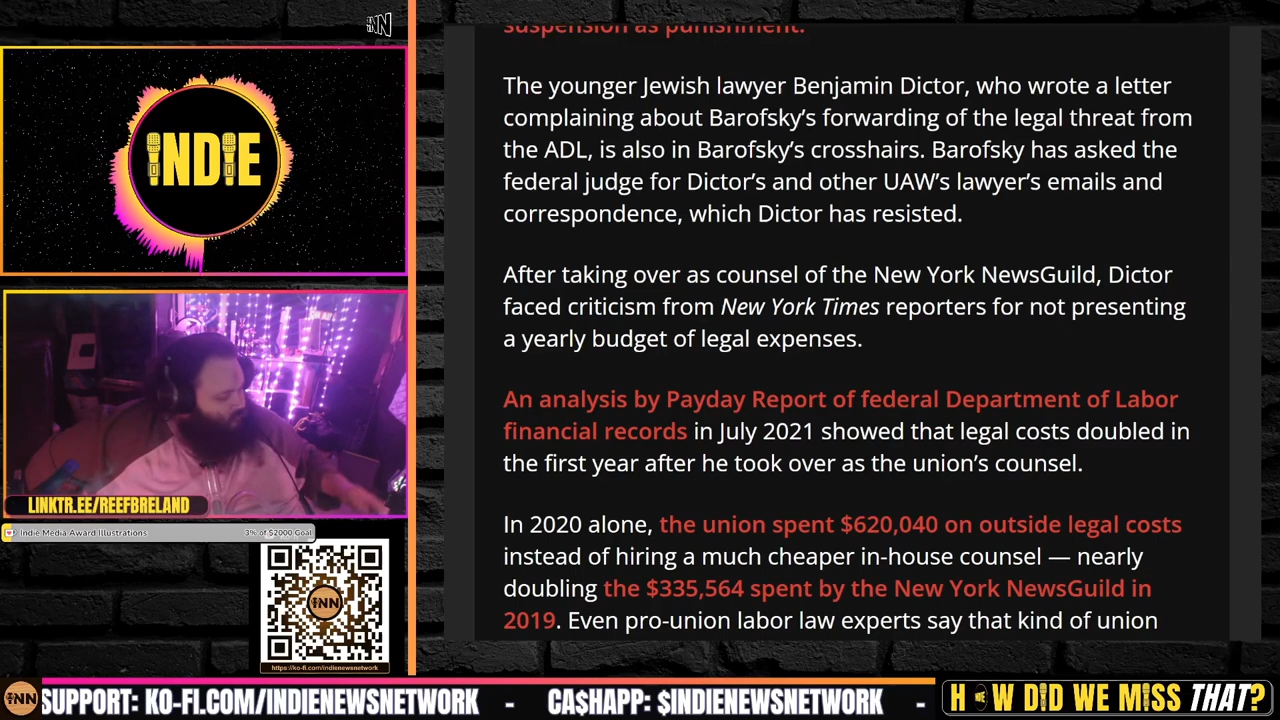 INN
INDIE
LINKTR.EE/REEFBRELAND
Indie Media Award Illustrations 3% of $2000 Goal
INN
https://ko-fi.com/indienewsnetwork
suspension as punishment.
The younger Jewish lawyer Benjamin Dictor, who wrote a letter
complaining about Barofsky’s forwarding of the legal threat from
the ADL, is also in Barofsky’s crosshairs. Barofsky has asked the
federal judge for Dictor’s and other UAW’s lawyer’s emails and
correspondence, which Dictor has resisted.
After taking over as counsel of the New York NewsGuild, Dictor
faced criticism from New York Times reporters for not presenting
a yearly budget of legal expenses.
An analysis by Payday Report of federal Department of Labor
financial records in July 2021 showed that legal costs doubled in
the first year after he took over as the union’s counsel.
In 2020 alone, the union spent $620,040 on outside legal costs
instead of hiring a much cheaper in-house counsel — nearly
doubling the $335,564 spent by the New York NewsGuild in
2019. Even pro-union labor law experts say that kind of union
INN SUPPORT: KO-FI.COM/INDIENEWSNETWORK - CA$HAPP: $INDIENEWSNETWORK -
HOW DID WE MISS THAT?